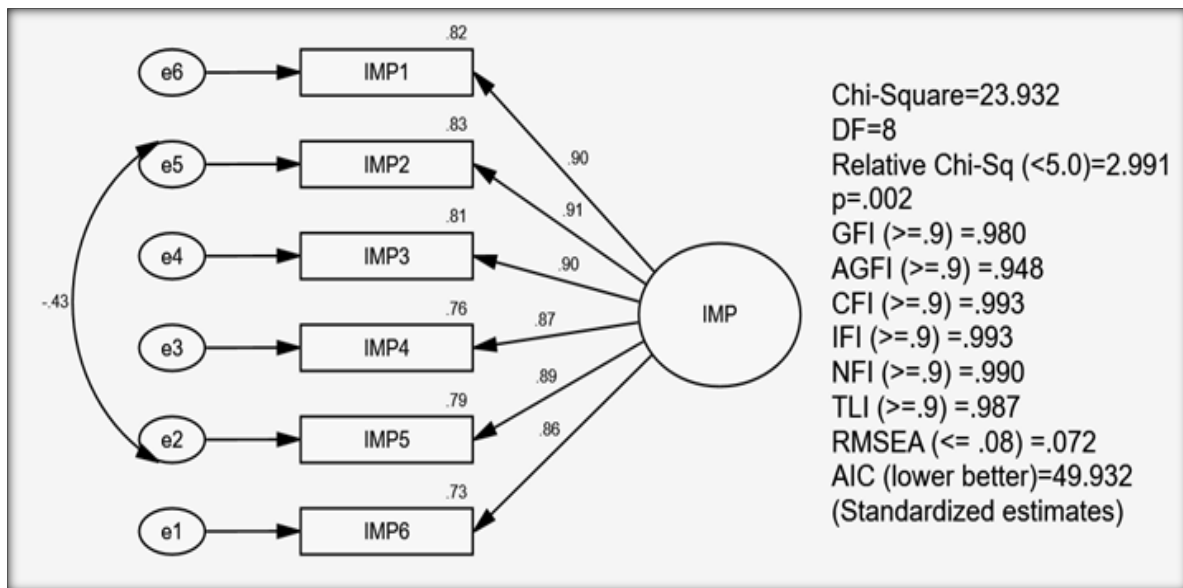 .82
e6
IMP1
.83
e5
IMP2
.90
.91
.81
e4
IMP3
.90
-.43
.76
e3
IMP4
.87
IMP
.79
e2
IMP5
.89
.86
.73
e1
IMP6
Chi-Square=23.932
DF=8
Relative Chi-Sq (<5.0)=2.991
p=.002
GFI (>=.9) =.980
AGFI (>=.9) =.948
CFI (>=.9) =.993
IFI (>=.9) =.993
NFI (>=.9) =.990
TLI (>=.9) =.987
RMSEA (<= .08) =.072
AIC (lower better)=49.932
(Standardized estimates)